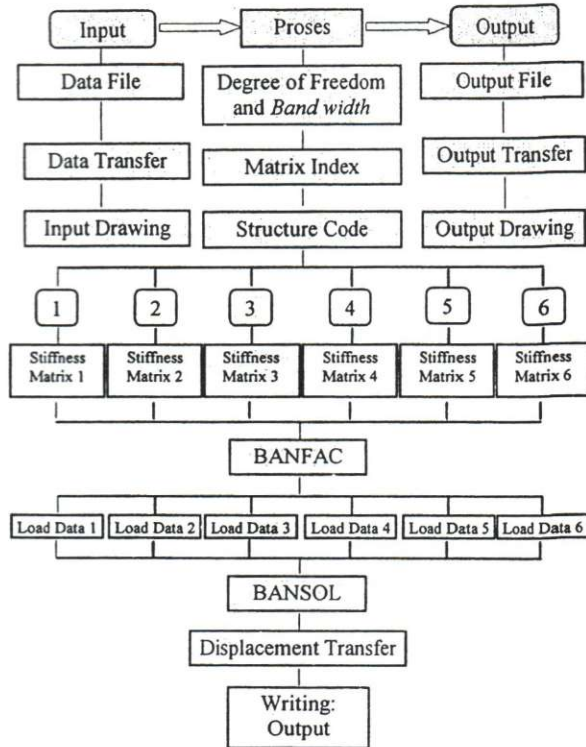 Input
Proses
Output
Data File
Degree of Freedom
and Band width
Output File
Data Transfer
Matrix Index
Output Transfer
Input Drawing
Structure Code
Output Drawing
1
2
3
4
5
6
Stiffness
Matrix 1
Stiffness
Matrix 2
Stiffness
Matrix 3
Stiffness
Matrix 4
Stiffness
Matrix 5
Stiffness
Matrix 6
BANFAC
Load Data 1
Load Data 2
Load Data 3
Load Data 4
Load Data 5
Load Data 6
BANSOL
Displacement Transfer
Writing:
Output